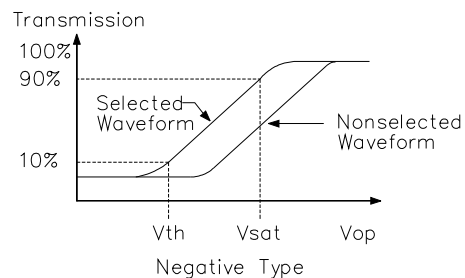 Transmission
100%
90%
Selected
Waveform
Nonselected
Waveform
10%
Vth
Vsat
Vop
Negative Type